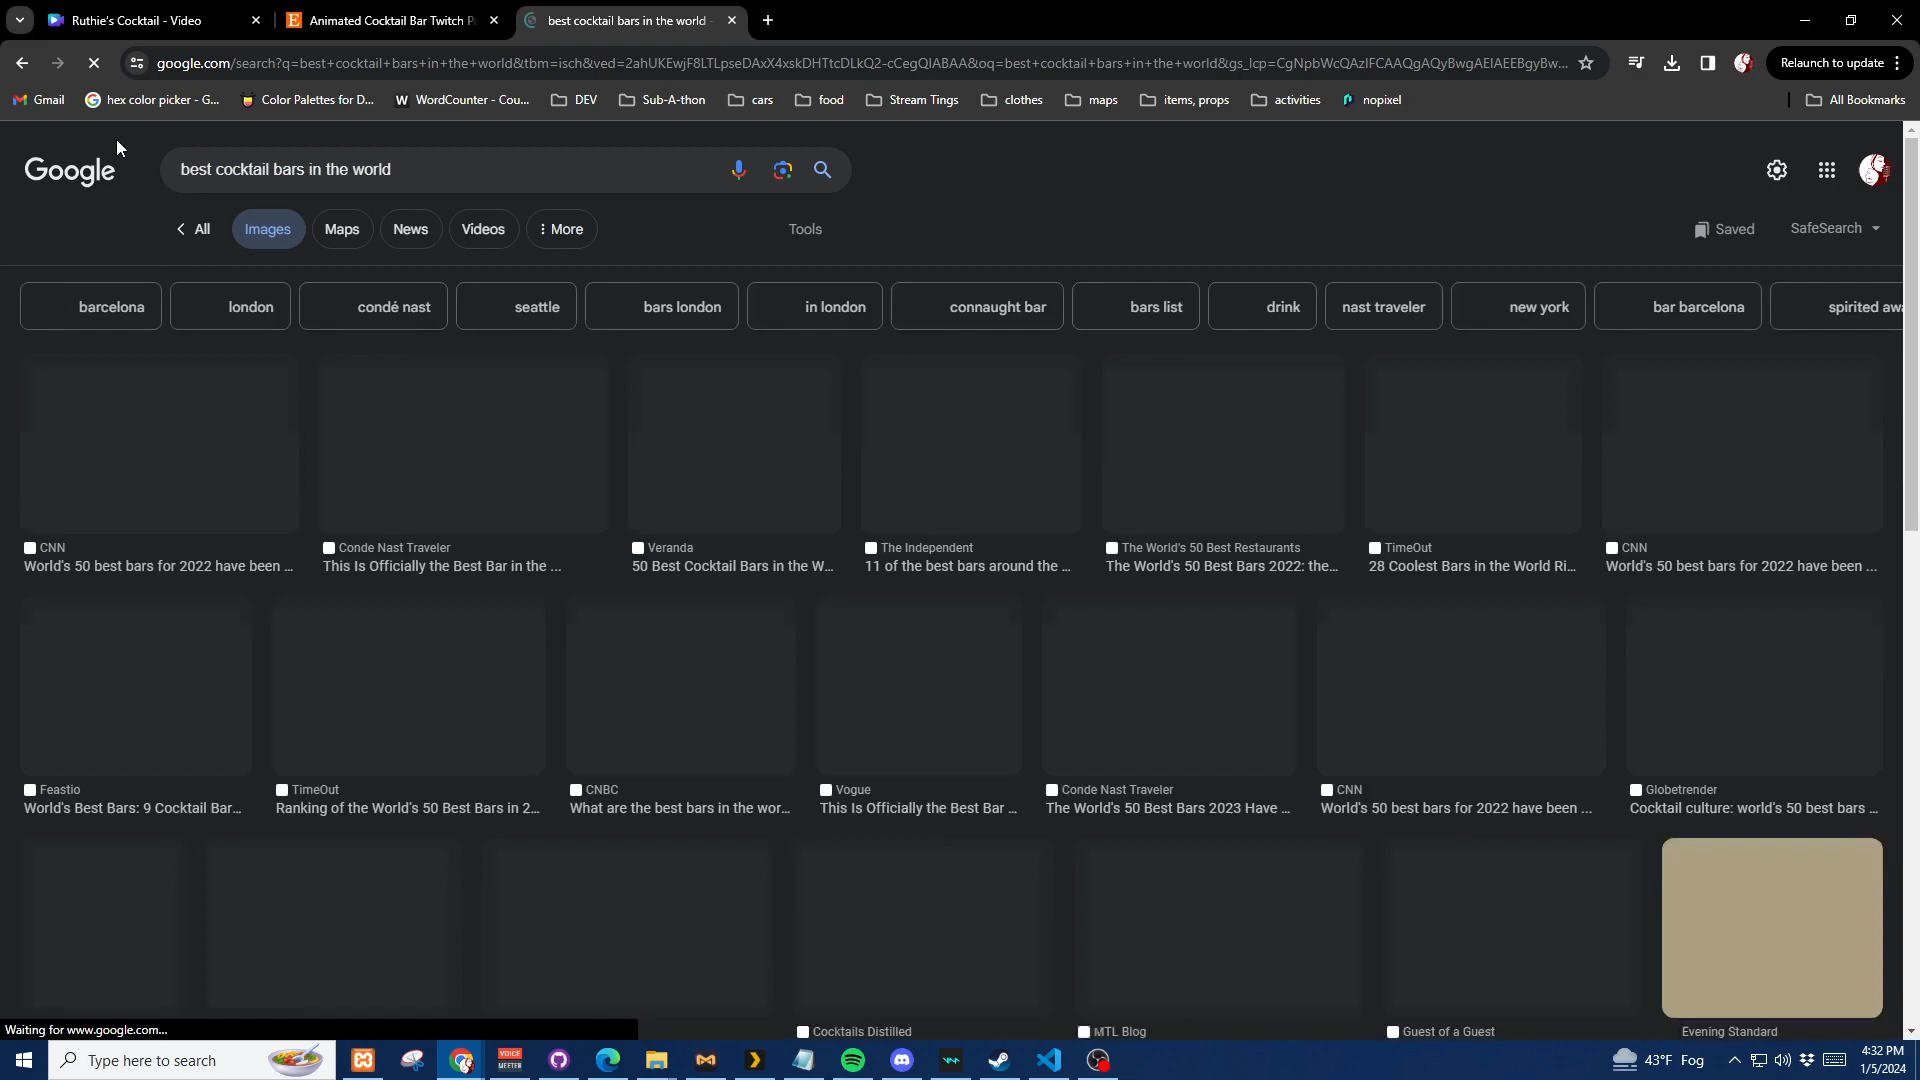 Ruthie's Cocktail - Video
Animated Cocktail Bar Twitch P
best cocktail bars in the world -
google.com/search?q=best+cocktail+bars+in+the+world&tbm=isch&ved=2ahUKEwjF8LTLpseDAxX4xskDHTtcDLkQ2-cCegQIABAA&oq=best+cocktail+bars+in+the+world&gs_lcp=CgNpbWcQAzIFCAAQgAQyBwgAEIAEEBgyBw...
Relaunch to update
Gmail
hex color picker - G...
Color Palettes for D...
WordCounter - Cou...
DEV
Sub-A-thon
cars
food
Stream Tings
clothes
maps
items, props
activities
nopixel
All Bookmarks
Google
best cocktail bars in the world
All
Images
Maps
News
Videos
More
Tools
Saved
SafeSearch
barcelona
london
condé nast
seattle
bars london
in london
connaught bar
bars list
drink
nast traveler
new york
bar barcelona
spirited awa
CNN
World's 50 best bars for 2022 have been ...
Conde Nast Traveler
This Is Officially the Best Bar in the ...
Veranda
50 Best Cocktail Bars in the W...
The Independent
11 of the best bars around the ...
The World's 50 Best Restaurants
The World's 50 Best Bars 2022: the...
TimeOut
28 Coolest Bars in the World Ri...
CNN
World's 50 best bars for 2022 have been ...
Feastio
World's Best Bars: 9 Cocktail Bar...
TimeOut
Ranking of the World's 50 Best Bars in 2...
CNBC
What are the best bars in the wor...
Vogue
This Is Officially the Best Bar ...
Conde Nast Traveler
The World's 50 Best Bars 2023 Have ...
CNN
World's 50 best bars for 2022 have been ...
Globetrender
Cocktail culture: world's 50 best bars ...
Cocktails Distilled
MTL Blog
Guest of a Guest
Evening Standard
Waiting for www.google.com...
Type here to search
VOICE
MEETER
43°F Fog
4:32 PM
1/5/2024